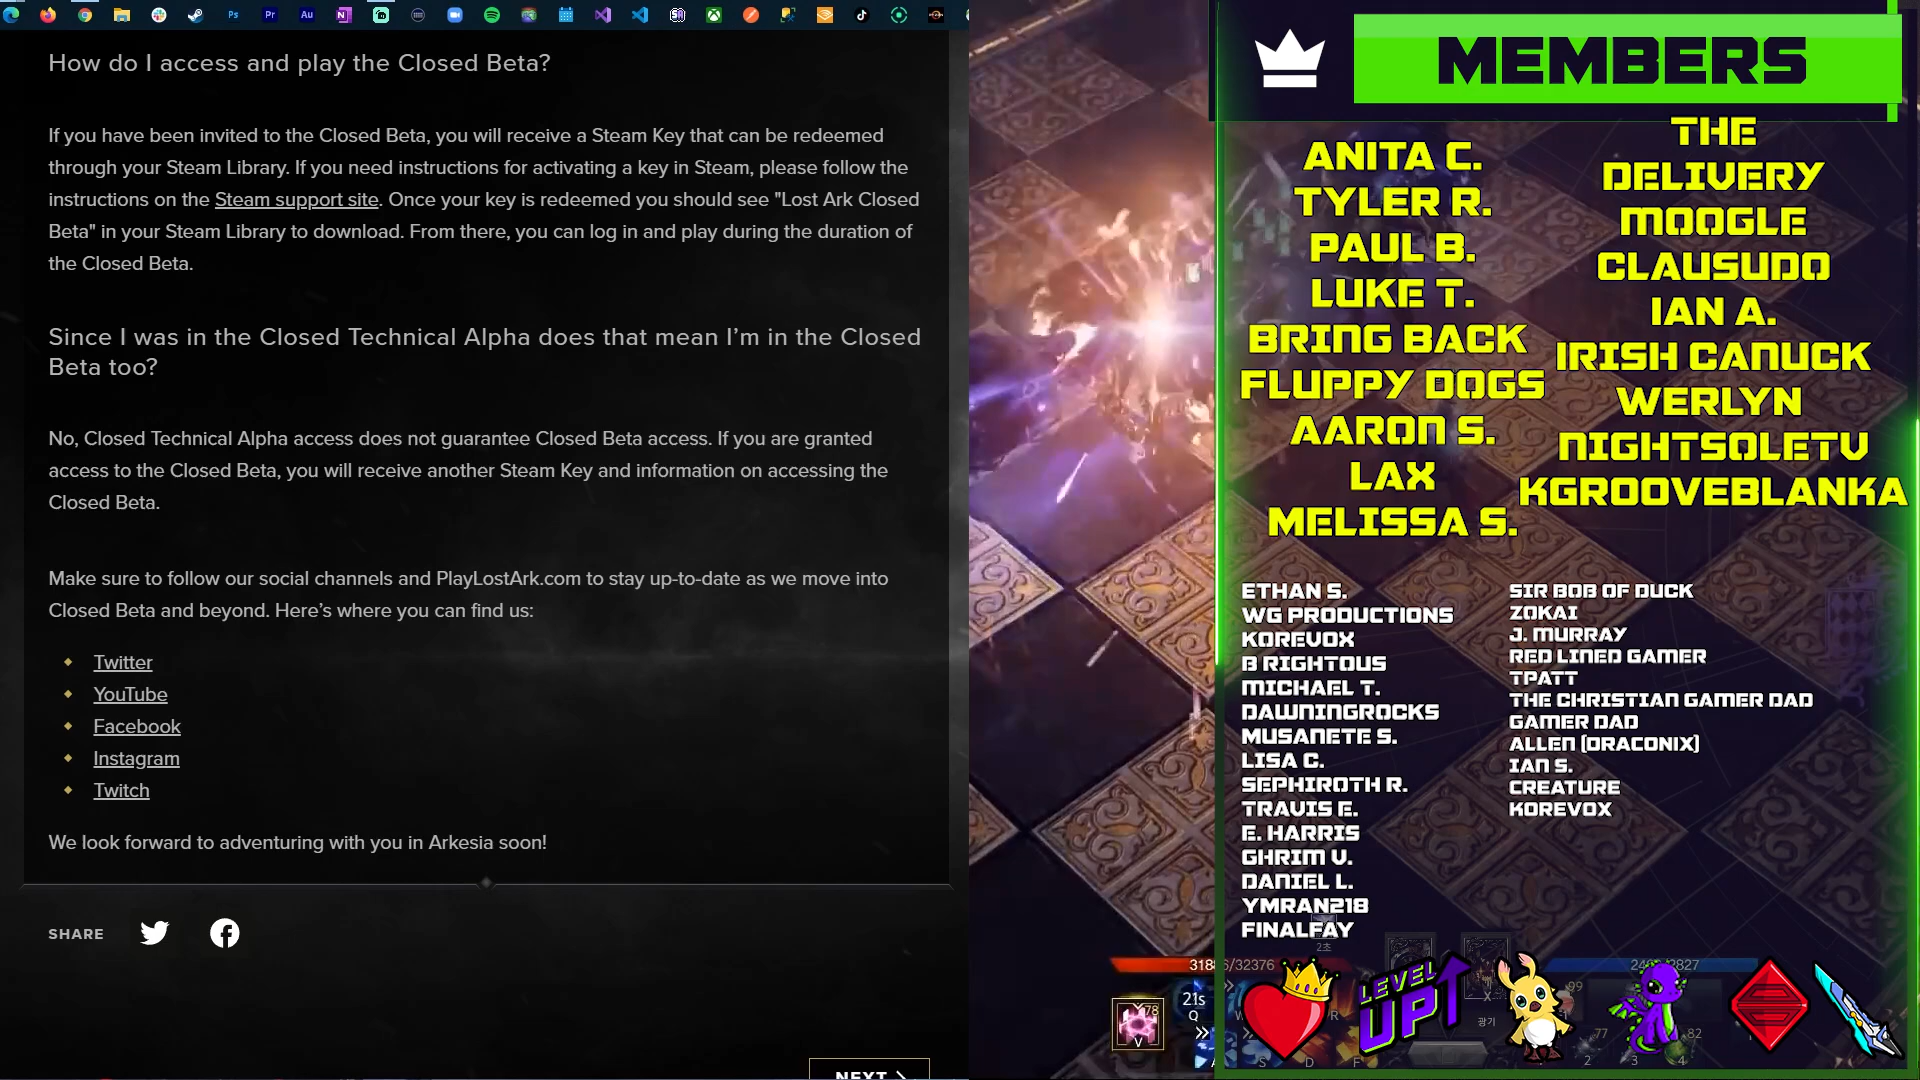 How do I access and play the Closed Beta?
If you have been invited to the Closed Beta, you will receive a Steam Key that can be redeemed
through your Steam Library. If you need instructions for activating a key in Steam, please follow the
instructions on the Steam support site. Once your key is redeemed you should see "Lost Ark Closed
Beta" in your Steam Library to download. From there, you can log in and play during the duration of
the Closed Beta.
Since I was in the Closed Technical Alpha does that mean I’m in the Closed
Beta too?
No, Closed Technical Alpha access does not guarantee Closed Beta access. If you are granted
access to the Closed Beta, you will receive another Steam Key and information on accessing the
Closed Beta.
Make sure to follow our social channels and PlayLostArk.com to stay up-to-date as we move into
Closed Beta and beyond. Here’s where you can find us:
Twitter
YouTube
Facebook
Instagram
Twitch
We look forward to adventuring with you in Arkesia soon!
SHARE
NEXT
MEMBERS
ANITA C.
TYLER R.
PAUL B.
LUKE T.
BRING BACK
FLUPPY DOGS
AARON S.
LAX
MELISSA S.
THE
DELIVERY
MOOGLE
CLAUSUDO
IAN A.
IRISH CANUCK
WERLYN
NIGHTSOLETV
KGROOVEBLANKA
ETHAN S.
WG PRODUCTIONS
KOREVOX
B RIGHTOUS
MICHAEL T.
DAWNINGROCKS
MUSANETE S.
LISA C.
SEPHIROTH R.
TRAVIS E.
E. HARRIS
GHRIM V.
DANIEL L.
YMRAN218
FINALFAY
SIR BOB OF DUCK
ZOKAI
J. MURRAY
RED LINED GAMER
TPATT
THE CHRISTIAN GAMER DAD
GAMER DAD
ALLEN (DRACONIX)
IAN S.
CREATURE
KOREVOX
2초
21s
Q
78
V
LEVEL
UP
광기